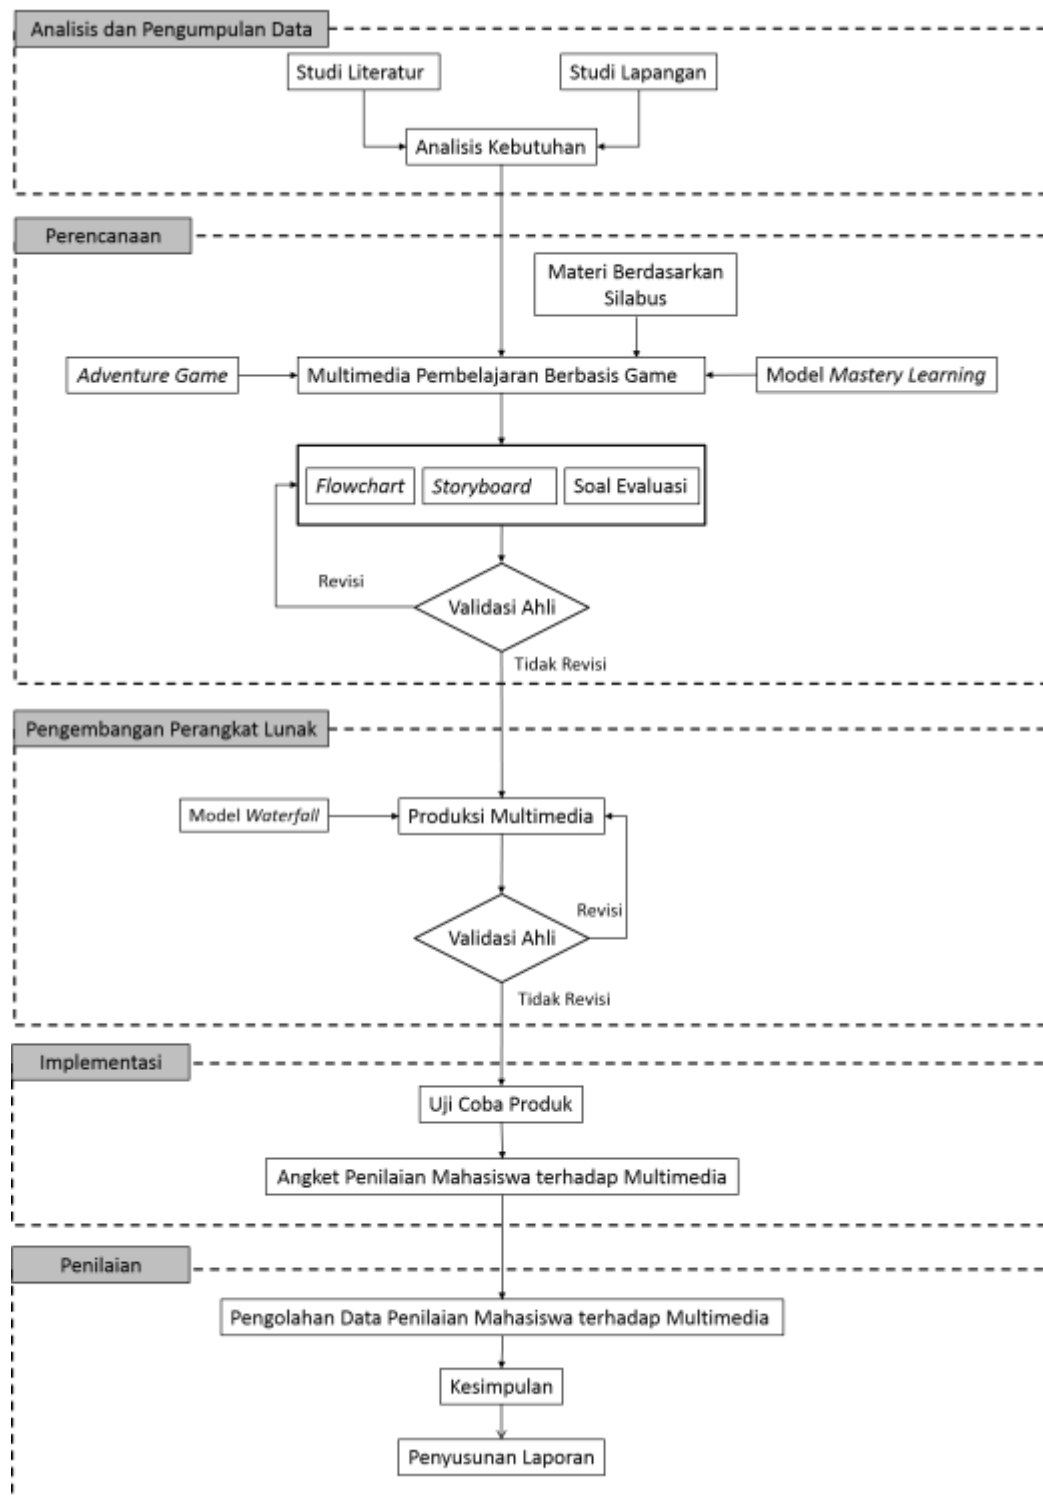 Analisis dan Pengumpulan Data
Studi Literatur
Studi Lapangan
Analisis Kebutuhan
Perencanaan
Materi Berdasarkan
Silabus
Adventure Game
Multimedia Pembelajaran Berbasis Game
Model Mastery Learning
Flowchart
Storyboard
Soal Evaluasi
Revisi
Validasi Ahli
Tidak Revisi
Pengembangan Perangkat Lunak
Model Waterfall
Produksi Multimedia
Revisi
Validasi Ahli
Tidak Revisi
Implementasi
Uji Coba Produk
Angket Penilaian Mahasiswa terhadap Multimedia
Penilaian
Pengolahan Data Penilaian Mahasiswa terhadap Multimedia
Kesimpulan
Penyusunan Laporan